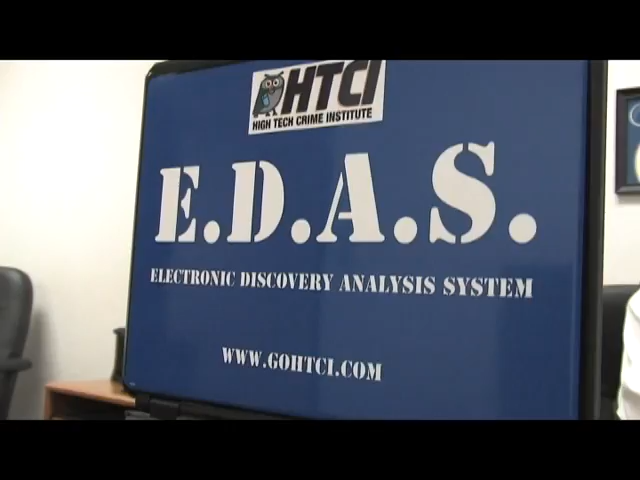 HTCI
HIGH TECH CRIME INSTITUTE
E.D.A.S.
ELECTRONIC DISCOVERY ANALYSIS SYSTEM
WWW.GOHTCI.COM